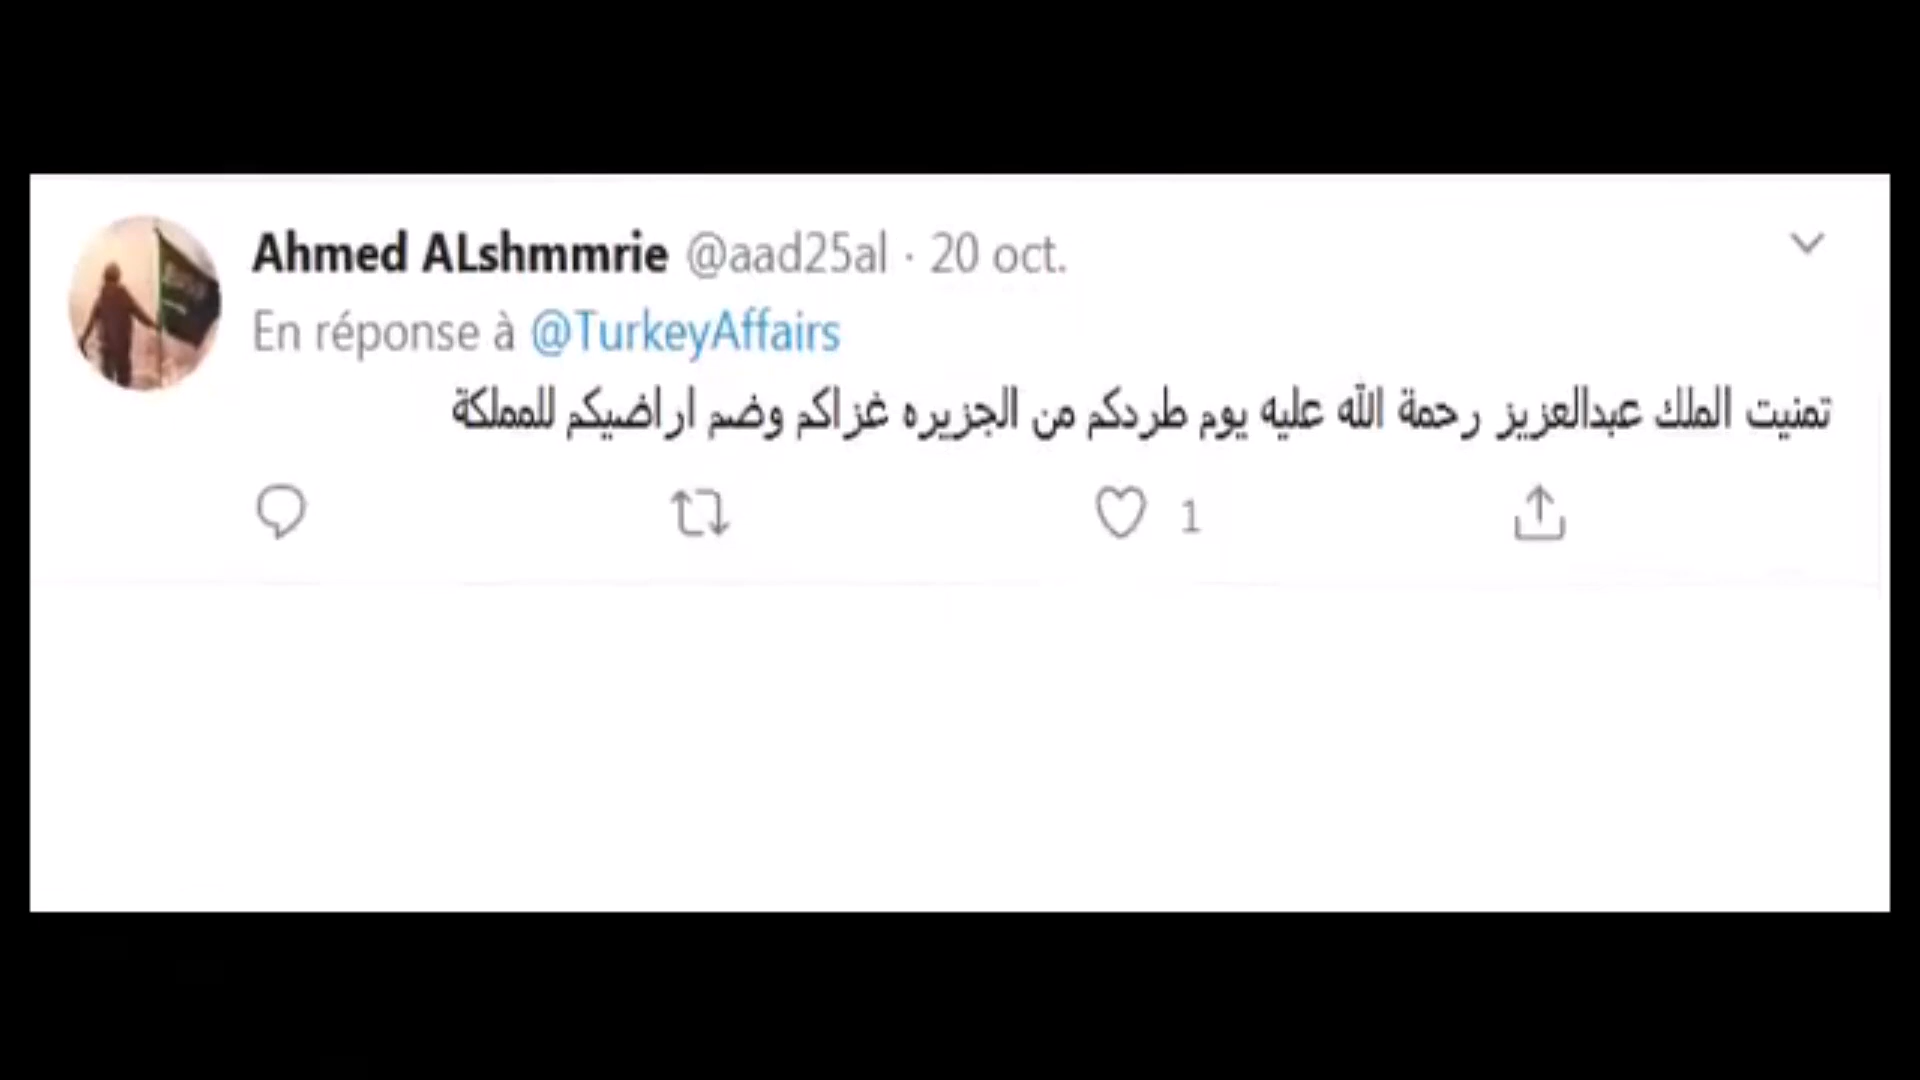 Ahmed ALshmmrie @aad25al · 20 oct.
En réponse à @TurkeyAffairs
تمنيت الملك عبدالعزيز رحمة الله عليه يوم طردكم من الجزيره غزاكم وضم اراضيكم للمملكة
1